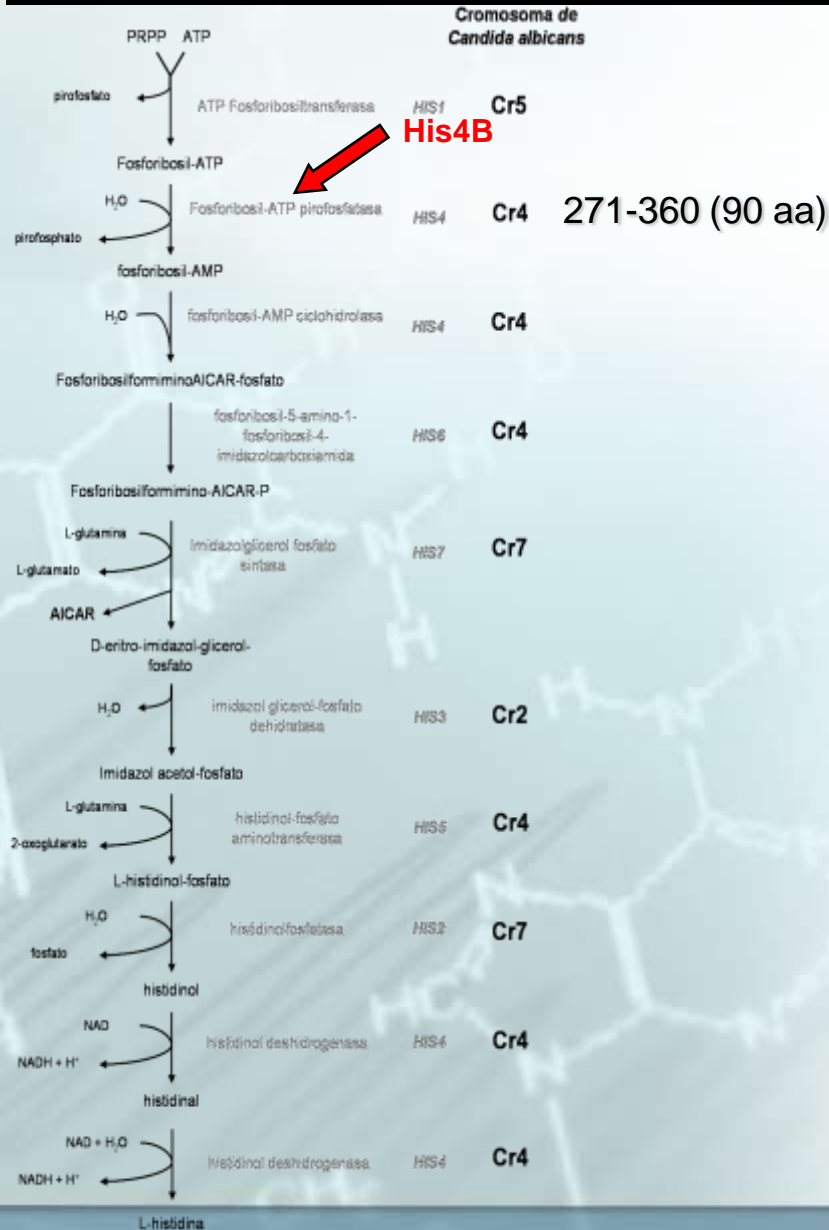 Cromosoma de
Candida albicans
PRPP ATP
pirofosfato
ATP Fosforibosiltransferasa HIS1 Cr5
His4B
Fosforibosil-ATP
H₂O
Fosforibosil-ATP pirofosfatasa HIS4 Cr4 271-360 (90 aa)
pirofosphato
fosforibosil-AMP
H₂O
fosforibosil-AMP ciclohidrolasa HIS4 Cr4
FosforibosilformiminoAICAR-fosfato
fosforibosil-5-amino-1-
fosforibosil-4-
imidazolcarboxiamida
HIS6 Cr4
Fosforibosilformimino-AICAR-P
L-glutamina
Imidazolglicerol fosfato
sintasa
HIS7 Cr7
L-glutamato
AICAR
D-eritro-imidazol-glicerol-
fosfato
H₂O
imidazol glicerol-fosfato
dehidratasa
HIS3 Cr2
Imidazol acetol-fosfato
L-glutamina
histidinol-fosfato
aminotransferasa
HIS5 Cr4
2-oxoglutarato
L-histidinol-fosfato
H₂O
histidinolfosfatasa HIS2 Cr7
fosfato
histidinol
NAD
histidinol deshidrogenasa HIS4 Cr4
NADH + H⁺
histidinal
NAD + H₂O
histidinol deshidrogenasa HIS4 Cr4
NADH + H⁺
L-histidina